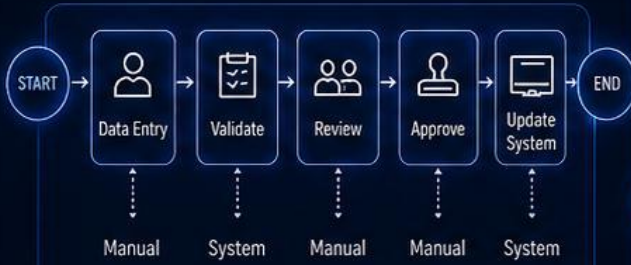 START
Data Entry
Validate
Review
Approve
Update
System
END
Manual
System
Manual
Manual
System